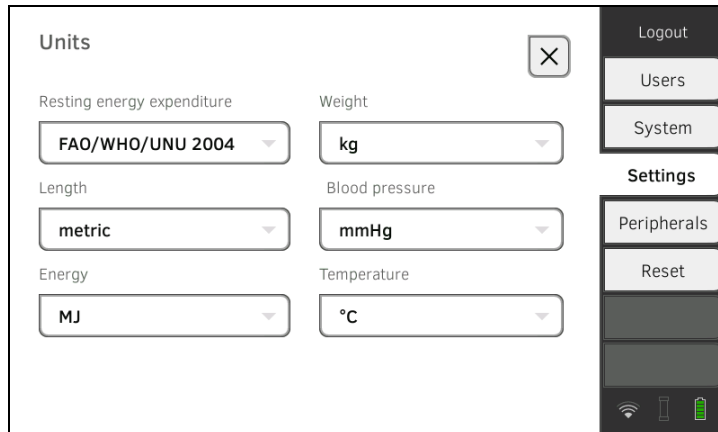 Units
Resting energy expenditure
FAO/WHO/UNU 2004
Weight
kg
Length
metric
Blood pressure
mmHg
Energy
MJ
Temperature
°C
Logout
Users
System
Settings
Peripherals
Reset